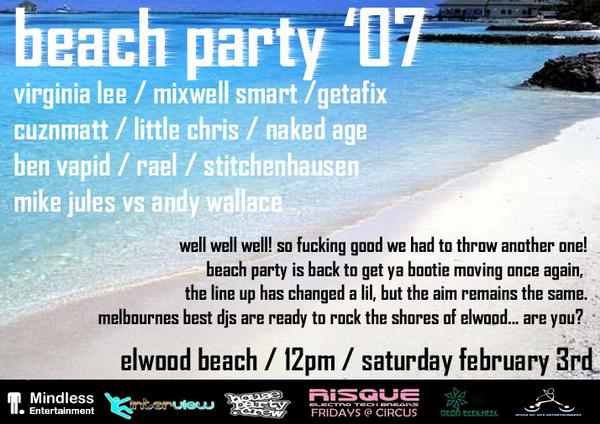 beach party '07
virginia lee / mixwell smart /getafix
cuznmatt / little chris / naked age
ben vapid / rael / stitchenhausen
mike jules vs andy wallace
well well well! so fucking good we had to throw another one!
beach party is back to get ya bootie moving once again,
the line up has changed a lil, but the aim remains the same.
melbournes best djs are ready to rock the shores of elwood... are you?
elwood beach / 12pm / saturday february 3rd
T. Mindless
Entertainment
interview
house
party
.crew
RISQUE
ELECTRO TECH BREAKS
FRIDAYS @ CIRCUS